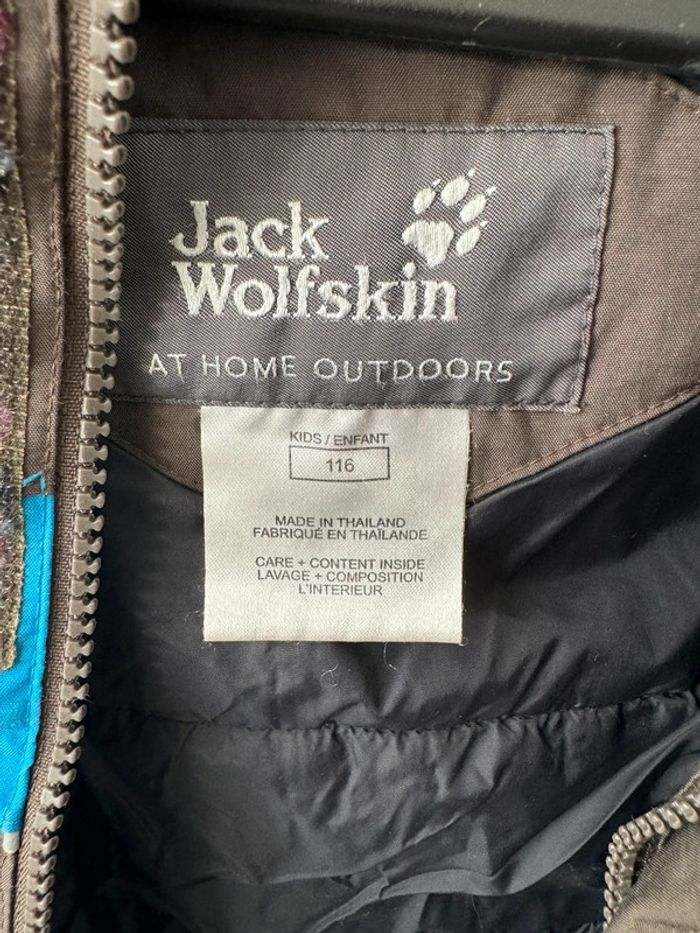 Jack
Wolfskin
AT HOME OUTDOORS
KIDS / ENFANT
116
MADE IN THAILAND
FABRIQUÉ EN THAÏLANDE
CARE + CONTENT INSIDE
LAVAGE + COMPOSITION
L'INTERIEUR